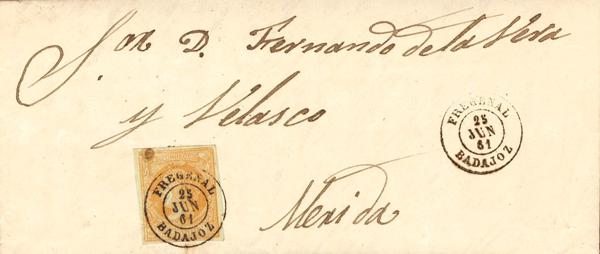 Sor D. Fernando de la Vera
y Velasco
Merida
FREGENAL
25
JUN
61
BADAJOZ
FREGENAL
25
JUN
61
BADAJOZ